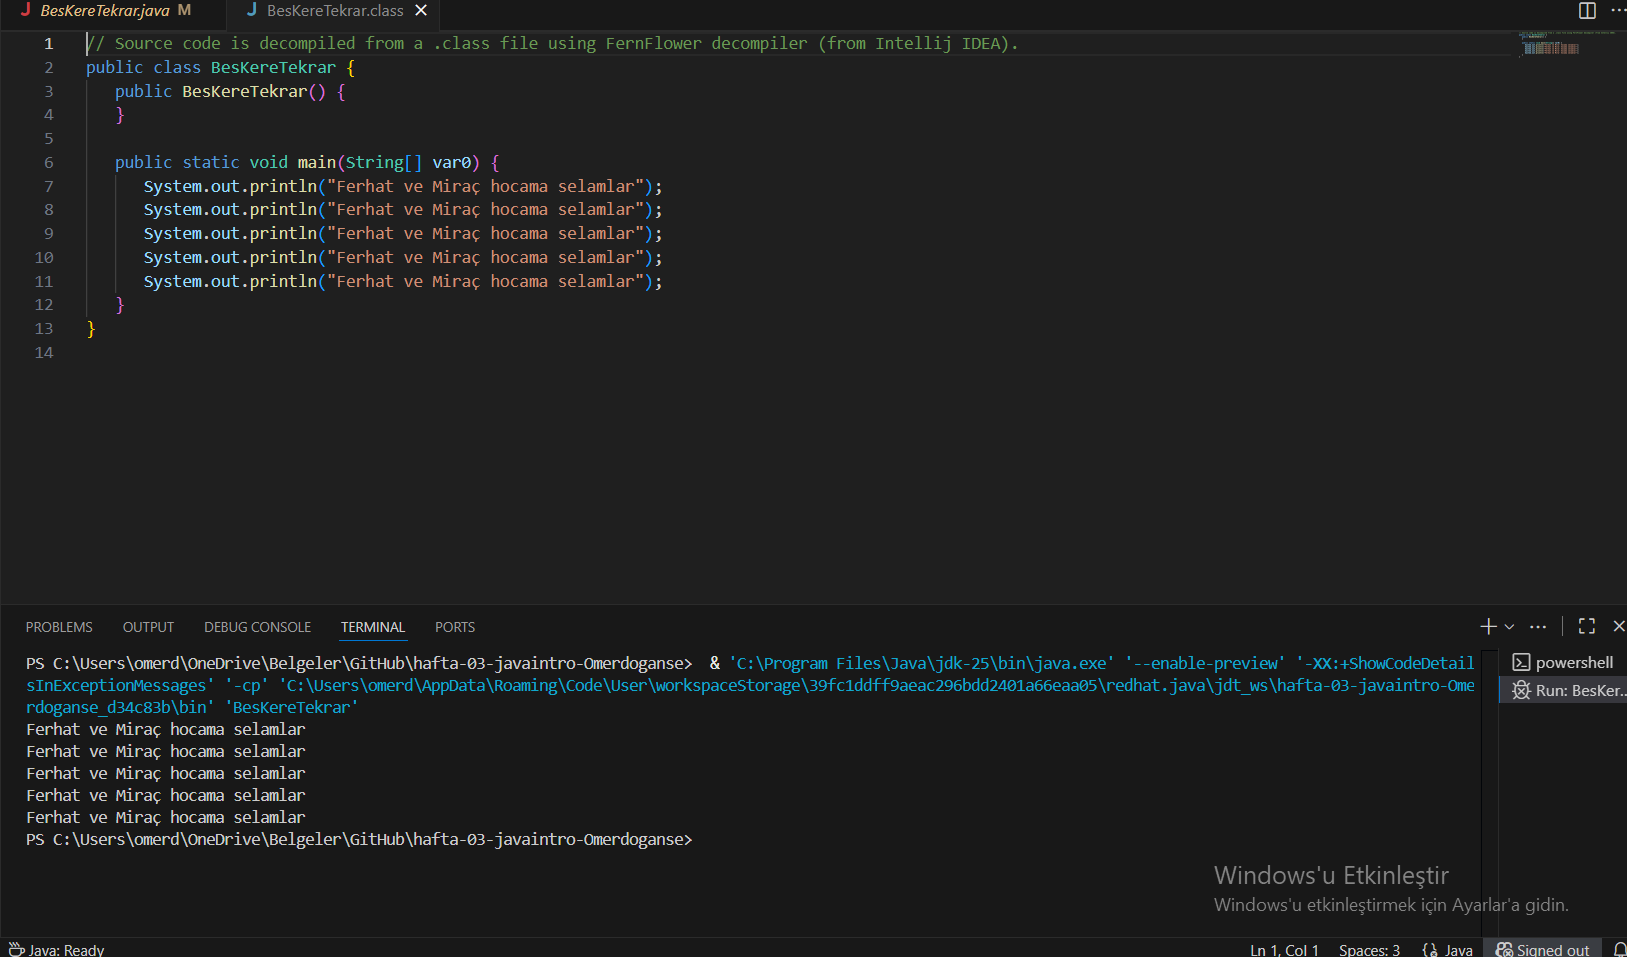 BesKereTekrar.java M
BesKereTekrar.class
1 // Source code is decompiled from a .class file using FernFlower decompiler (from Intellij IDEA).
2 public class BesKereTekrar {
3 public BesKereTekrar() {
4 }
5
6 public static void main(String[] var0) {
7 System.out.println("Ferhat ve Miraç hocama selamlar");
8 System.out.println("Ferhat ve Miraç hocama selamlar");
9 System.out.println("Ferhat ve Miraç hocama selamlar");
10 System.out.println("Ferhat ve Miraç hocama selamlar");
11 System.out.println("Ferhat ve Miraç hocama selamlar");
12 }
13 }
14
PROBLEMS OUTPUT DEBUG CONSOLE TERMINAL PORTS
PS C:\Users\omerd\OneDrive\Belgeler\GitHub\hafta-03-javaintro-Omerdoganse> & 'C:\Program Files\Java\jdk-25\bin\java.exe' '--enable-preview' '-XX:+ShowCodeDetail
sInExceptionMessages' '-cp' 'C:\Users\omerd\AppData\Roaming\Code\User\workspaceStorage\39fc1ddff9aeac296bdd2401a66eaa05\redhat.java\jdt_ws\hafta-03-javaintro-Ome
rdoganse_d34c83b\bin' 'BesKereTekrar'
Ferhat ve Miraç hocama selamlar
Ferhat ve Miraç hocama selamlar
Ferhat ve Miraç hocama selamlar
Ferhat ve Miraç hocama selamlar
Ferhat ve Miraç hocama selamlar
PS C:\Users\omerd\OneDrive\Belgeler\GitHub\hafta-03-javaintro-Omerdoganse>
powershell
Run: BesKer...
Windows'u Etkinleştir
Windows'u etkinleştirmek için Ayarlar'a gidin.
Java: Ready
Ln 1, Col 1 Spaces: 3 {} Java Signed out